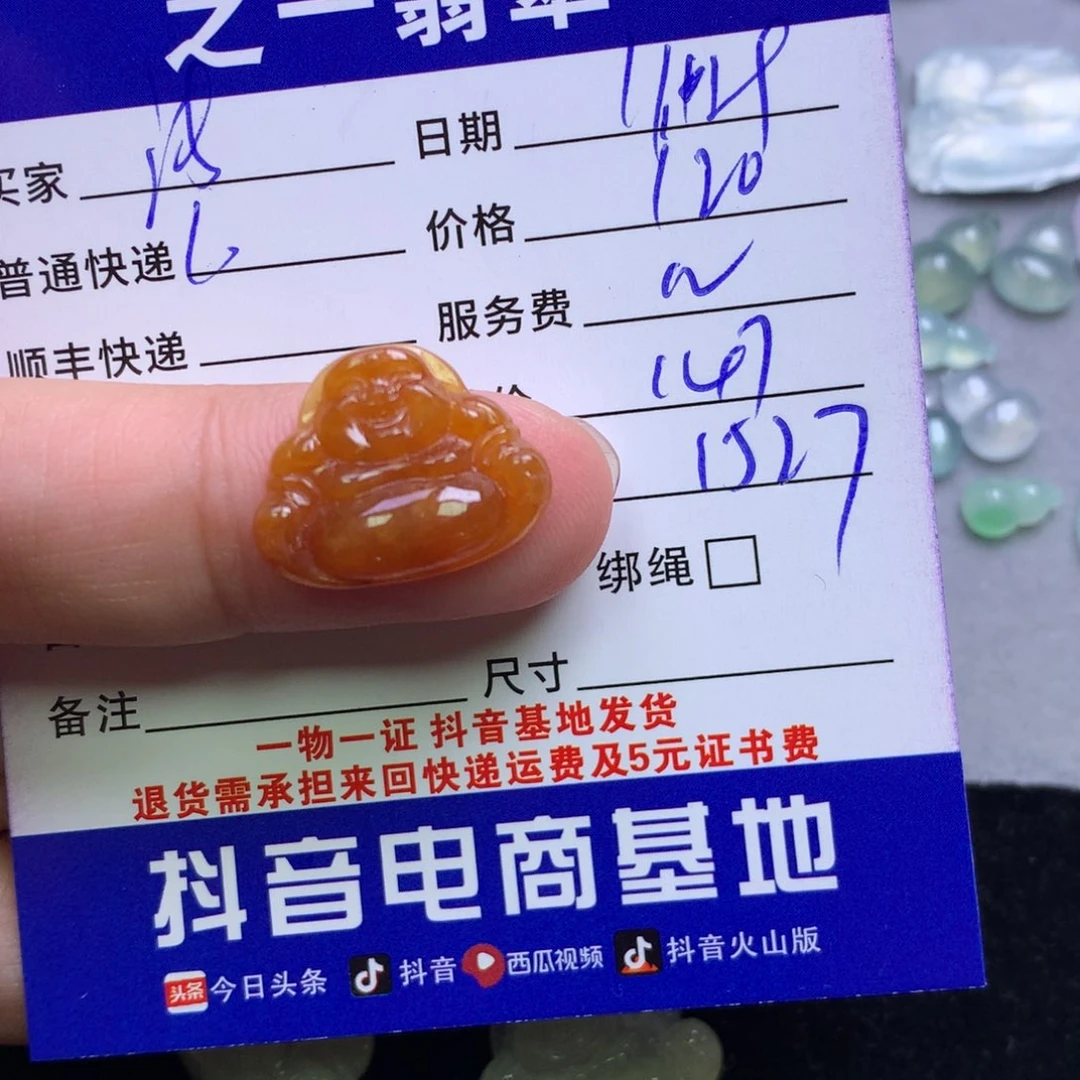 之一翡翠
买家 日期
普通快递 价格 120
顺丰快递 服务费
价 147
1527
绑绳
备注 尺寸
一物一证 抖音基地发货
退货需承担来回快递运费及5元证书费
抖音电商基地
头条 今日头条 抖音 西瓜视频 抖音火山版